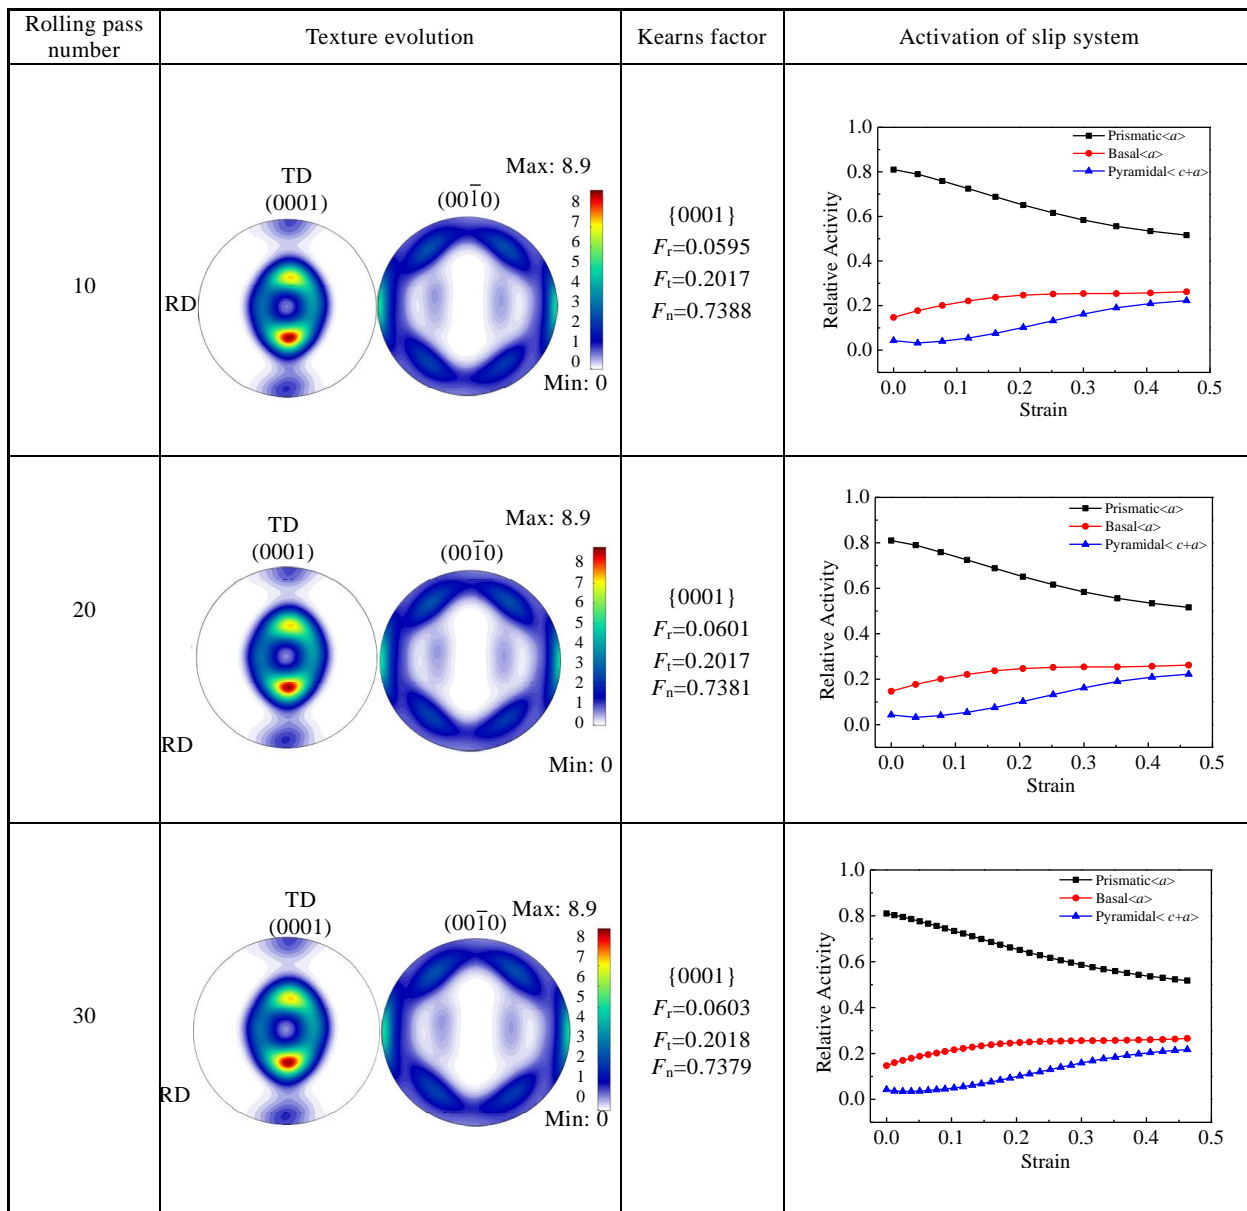 Rolling pass
number
Texture evolution
Kearns factor
Activation of slip system
10
TD
(0001)
(001̄0)
Max: 8.9
8
7
6
5
4
3
2
1
0
Min: 0
RD
{0001}
Fr=0.0595
Ft=0.2017
Fn=0.7388
1.0
0.8
0.6
0.4
0.2
0.0
Relative Activity
Prismatic<a>
Basal<a>
Pyramidal< c+a>
0.0 0.1 0.2 0.3 0.4 0.5
Strain
20
TD
(0001)
(001̄0)
Max: 8.9
8
7
6
5
4
3
2
1
0
Min: 0
RD
{0001}
Fr=0.0601
Ft=0.2017
Fn=0.7381
1.0
0.8
0.6
0.4
0.2
0.0
Relative Activity
Prismatic<a>
Basal<a>
Pyramidal< c+a>
0.0 0.1 0.2 0.3 0.4 0.5
Strain
30
TD
(0001)
(001̄0)
Max: 8.9
8
7
6
5
4
3
2
1
0
Min: 0
RD
{0001}
Fr=0.0603
Ft=0.2018
Fn=0.7379
1.0
0.8
0.6
0.4
0.2
0.0
Relative Activity
Prismatic<a>
Basal<a>
Pyramidal< c+a>
0.0 0.1 0.2 0.3 0.4 0.5
Strain